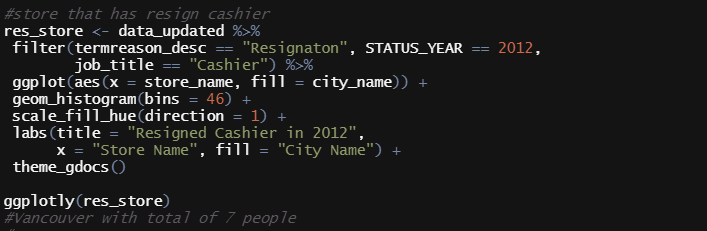 #store that has resign cashier
res_store <- data_updated %>%
filter(termreason_desc == "Resignaton", STATUS_YEAR == 2012,
job_title == "Cashier") %>%
ggplot(aes(x = store_name, fill = city_name)) +
geom_histogram(bins = 46) +
scale_fill_hue(direction = 1) +
labs(title = "Resigned Cashier in 2012",
x = "Store Name", fill = "City Name") +
theme_gdocs()
ggplotly(res_store)
#Vancouver with total of 7 people